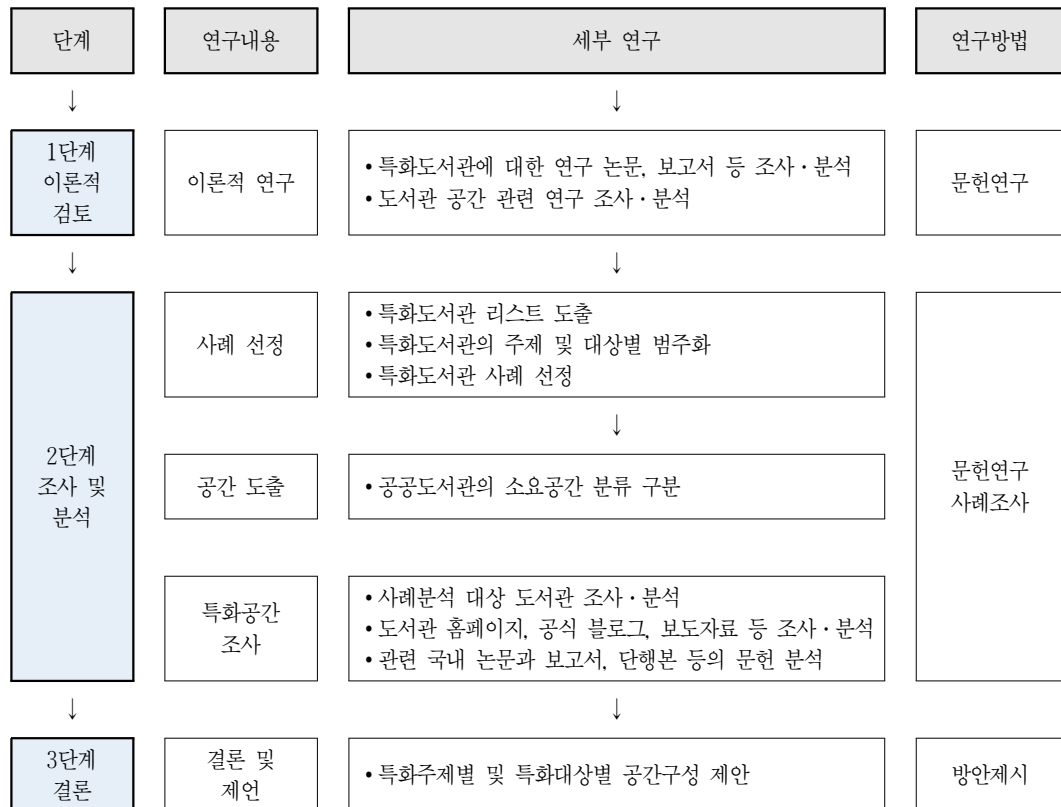 단계
연구내용
세부 연구
연구방법
↓
↓
1단계
이론적
검토
이론적 연구
• 특화도서관에 대한 연구 논문, 보고서 등 조사·분석
• 도서관 공간 관련 연구 조사·분석
문헌연구
↓
↓
2단계
조사 및
분석
사례 선정
• 특화도서관 리스트 도출
• 특화도서관의 주제 및 대상별 범주화
• 특화도서관 사례 선정
↓
공간 도출
• 공공도서관의 소요공간 분류 구분
특화공간
조사
• 사례분석 대상 도서관 조사·분석
• 도서관 홈페이지, 공식 블로그, 보도자료 등 조사·분석
• 관련 국내 논문과 보고서, 단행본 등의 문헌 분석
문헌연구
사례조사
↓
↓
3단계
결론
결론 및
제언
• 특화주제별 및 특화대상별 공간구성 제안
방안제시